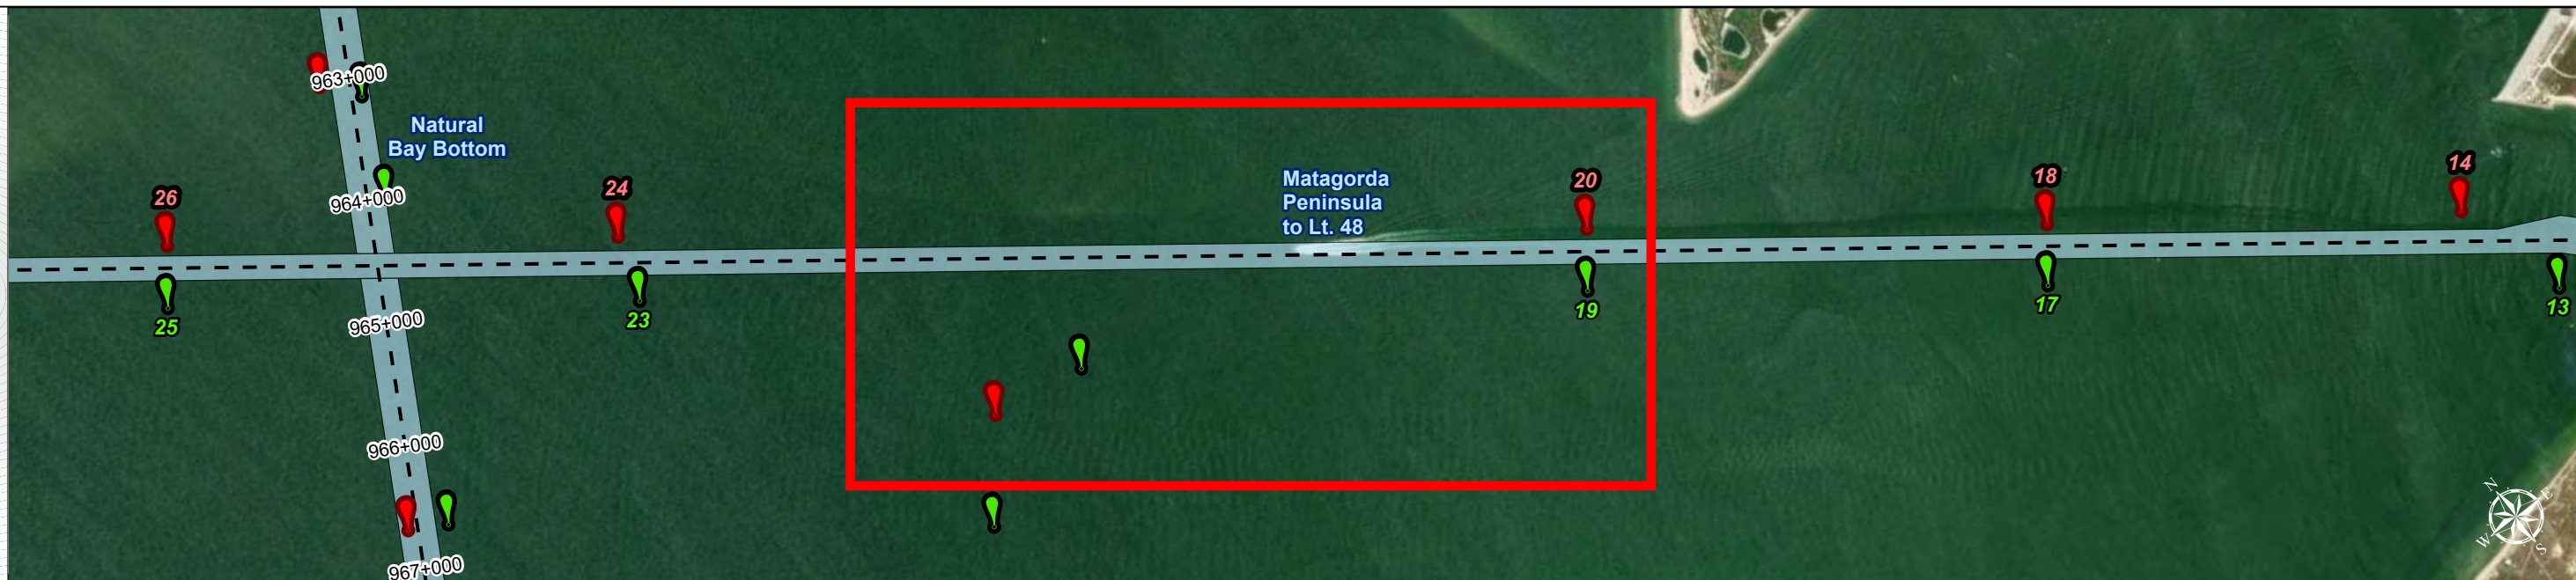 963+000
Natural
Bay Bottom
964+000
26
24
Matagorda
Peninsula
to Lt. 48
20
18
14
25
965+000
23
19
17
13
966+000
967+000
N
E
W
S